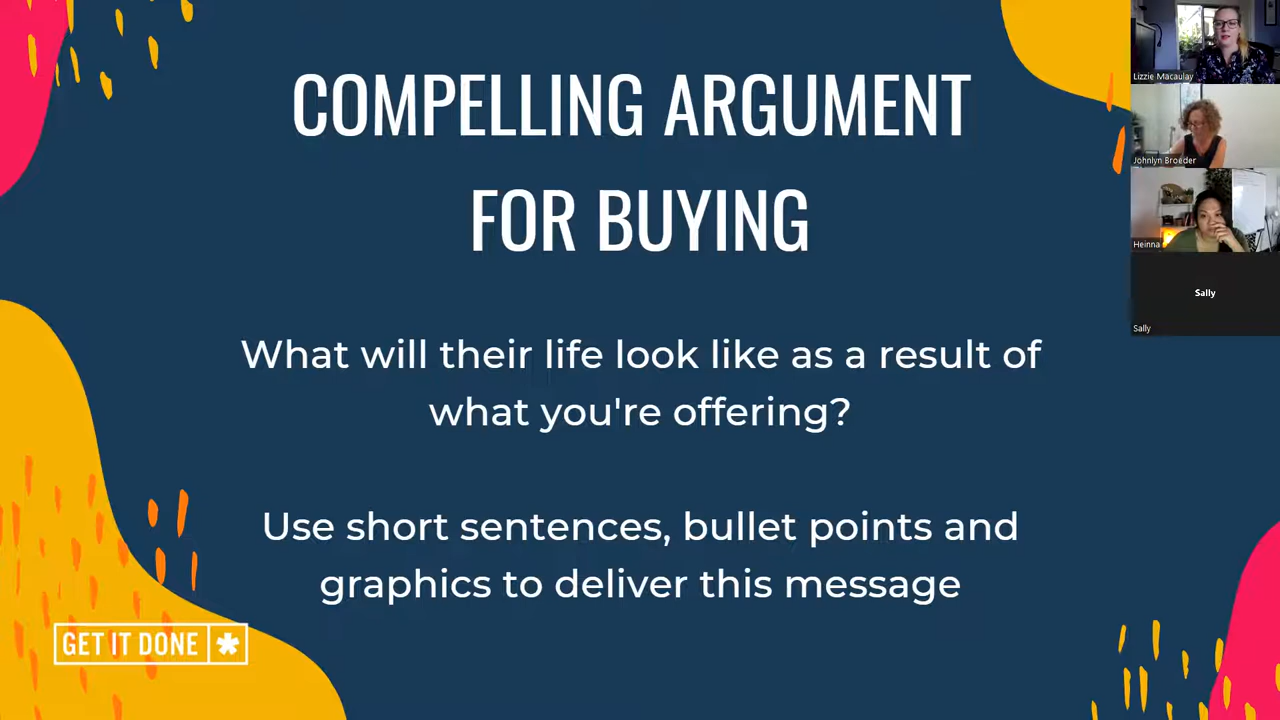 COMPELLING ARGUMENT
FOR BUYING
What will their life look like as a result of
what you're offering?
Use short sentences, bullet points and
graphics to deliver this message
GET IT DONE *
Lizzie Macaulay
Johnlyn Broeder
Heinna
Sally
Sally